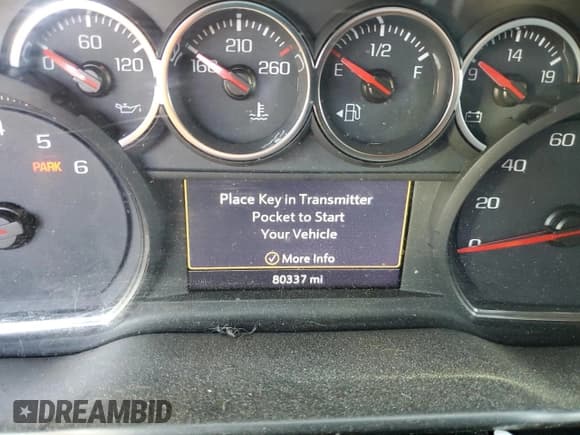 0 60 120
160 210 260
E 1/2 F
9 14 19
5
PARK 6
60
40
20
0
Place Key in Transmitter
Pocket to Start
Your Vehicle
More Info
80337 mi
DREAMBID